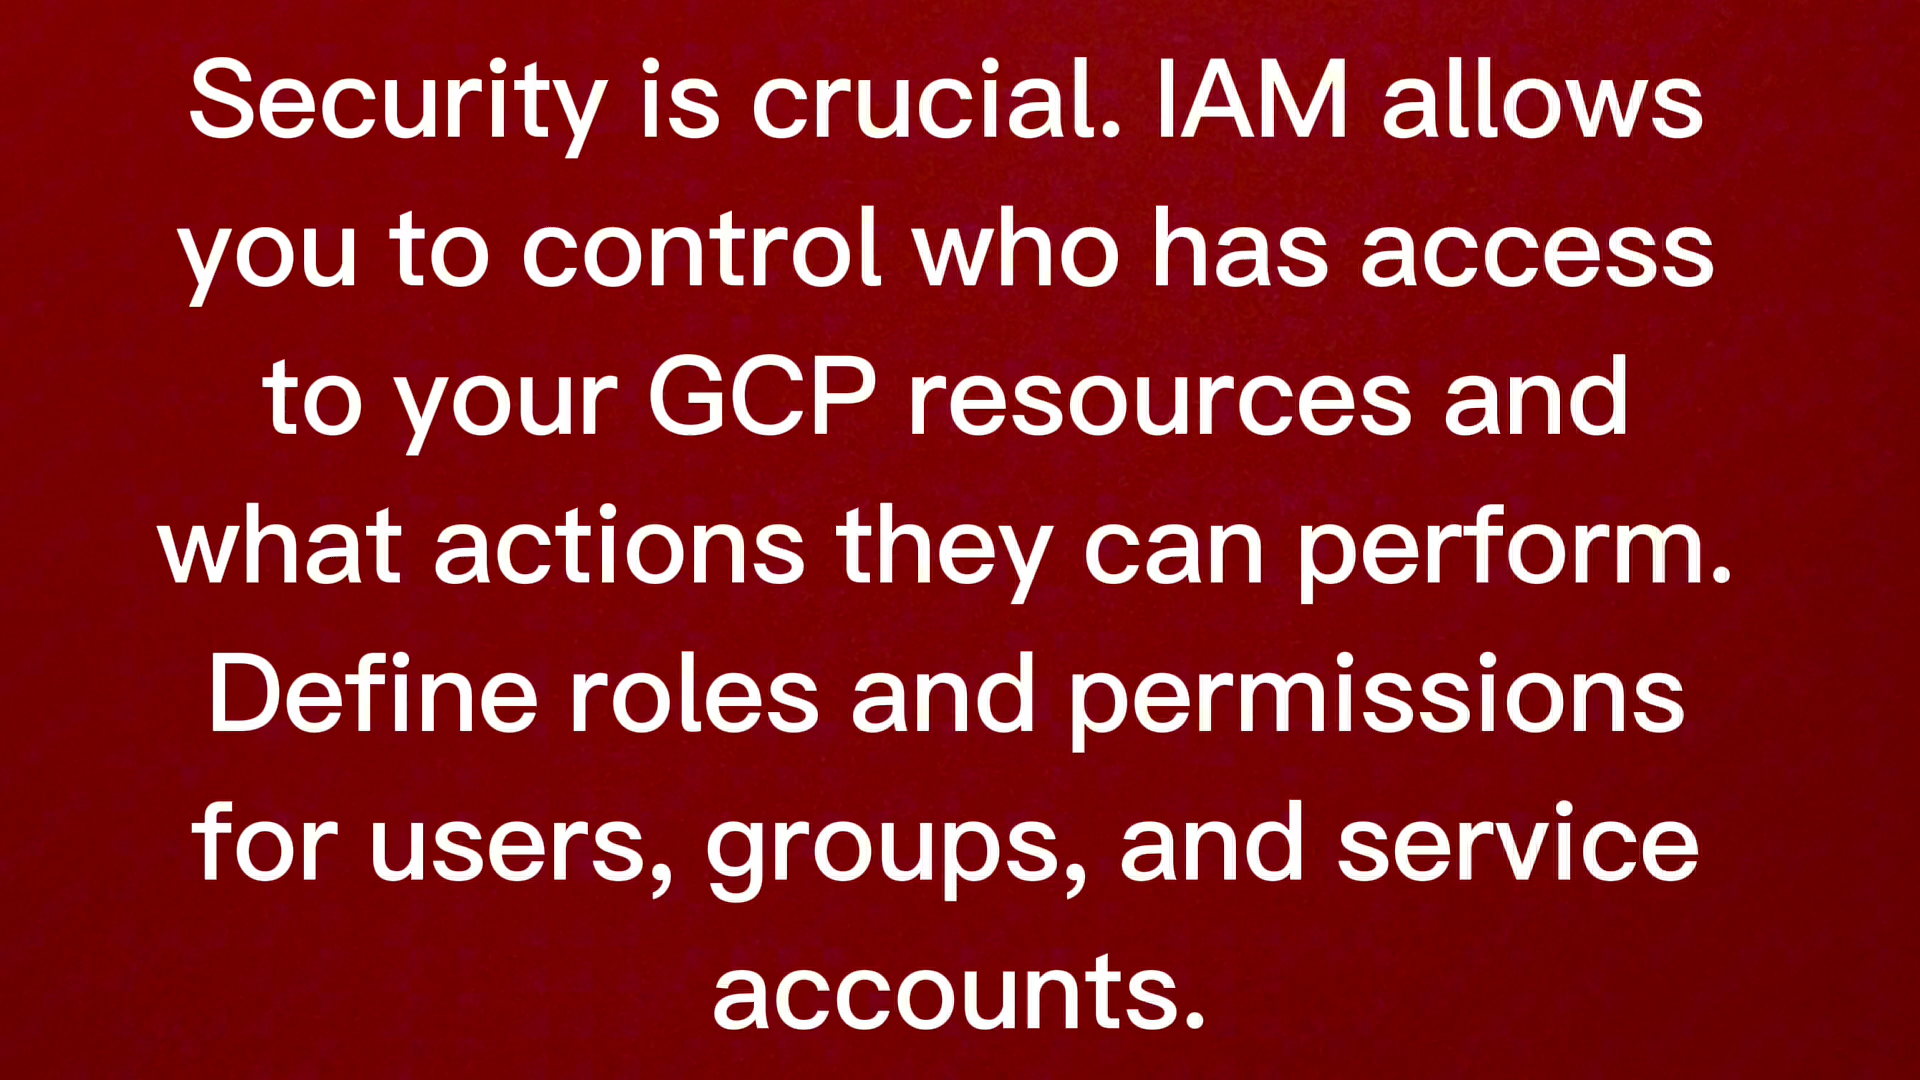 Security is crucial. IAM allows
you to control who has access
to your GCP resources and
what actions they can perform.
Define roles and permissions
for users, groups, and service
accounts.